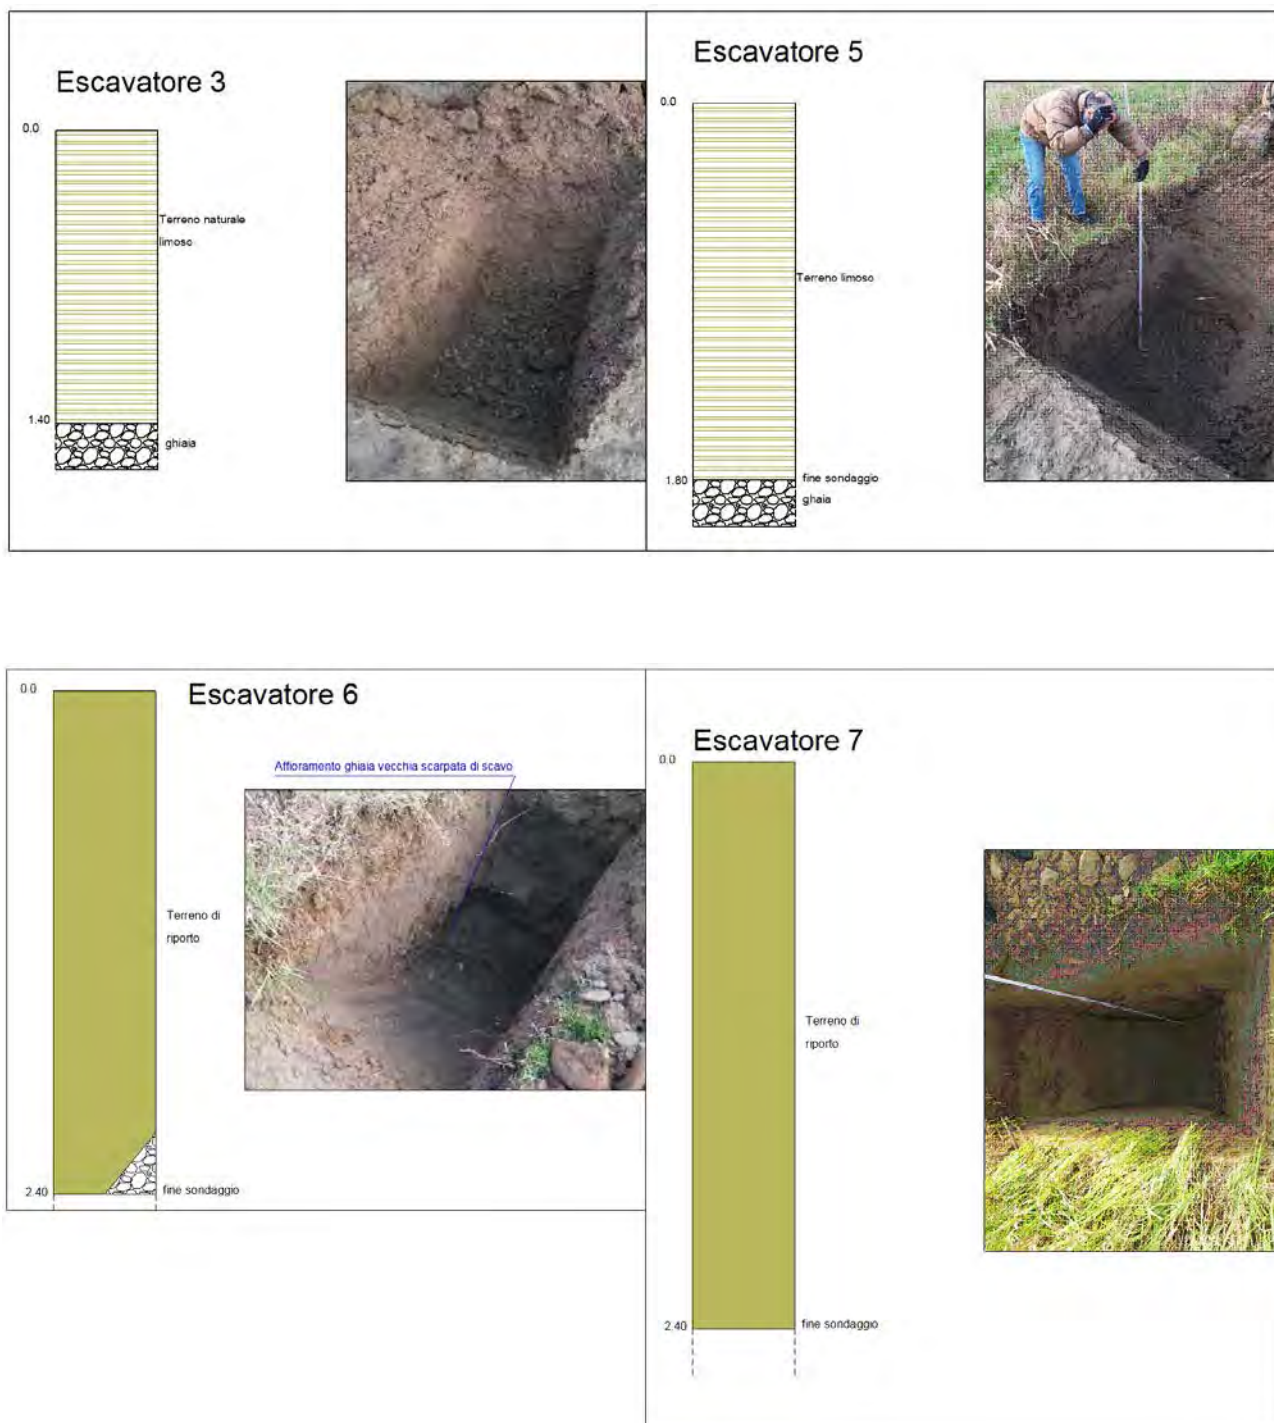 Escavatore 3
0.0
Terreno naturale
limoso
1.40
ghiaia
Escavatore 5
0.0
Terreno limoso
1.80
fine sondaggio
ghaia
Escavatore 6
0.0
Affioramento ghiaia vecchia scarpata di scavo
Terreno di
riporto
2.40
fine sondaggio
Escavatore 7
0.0
Terreno di
riporto
2.40
fine sondaggio